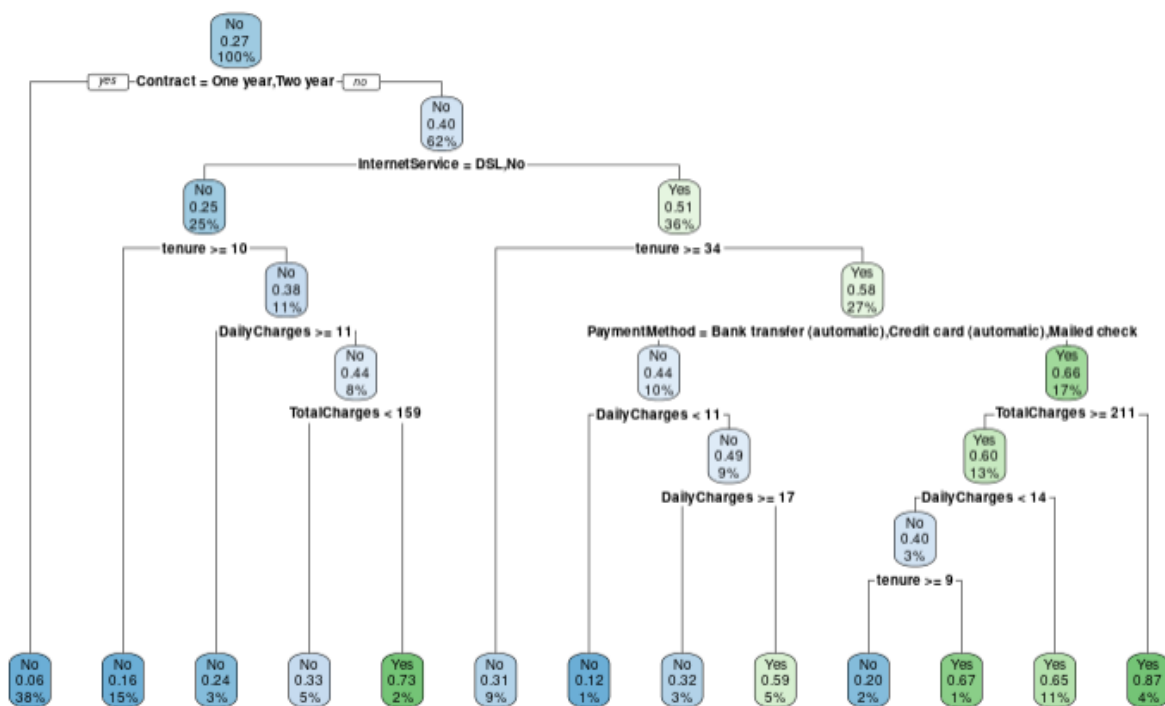 No
0.27
100%
yes Contract = One year,Two year no
No
0.40
62%
InternetService = DSL,No
No
0.25
25%
Yes
0.51
36%
tenure >= 10
tenure >= 34
No
0.38
11%
Yes
0.58
27%
DailyCharges >= 11
PaymentMethod = Bank transfer (automatic),Credit card (automatic),Mailed check
No
0.44
8%
No
0.44
10%
Yes
0.66
17%
TotalCharges < 159
DailyCharges < 11
TotalCharges >= 211
No
0.49
9%
Yes
0.60
13%
DailyCharges >= 17
DailyCharges < 14
No
0.40
3%
tenure >= 9
No
0.06
38%
No
0.16
15%
No
0.24
3%
No
0.33
5%
Yes
0.73
2%
No
0.31
9%
No
0.12
1%
No
0.32
3%
Yes
0.59
5%
No
0.20
2%
Yes
0.67
1%
Yes
0.65
11%
Yes
0.87
4%